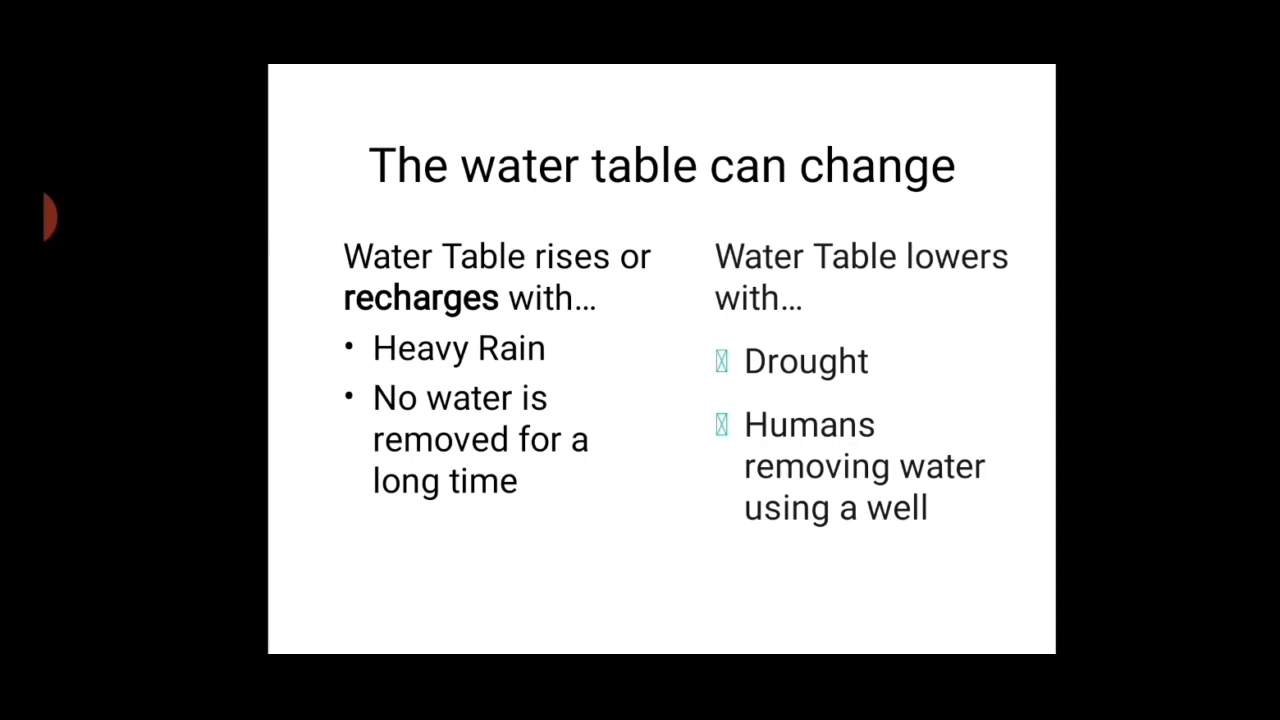 The water table can change
Water Table rises or
recharges with...
• Heavy Rain
• No water is
removed for a
long time
Water Table lowers
with...
Drought
Humans
removing water
using a well